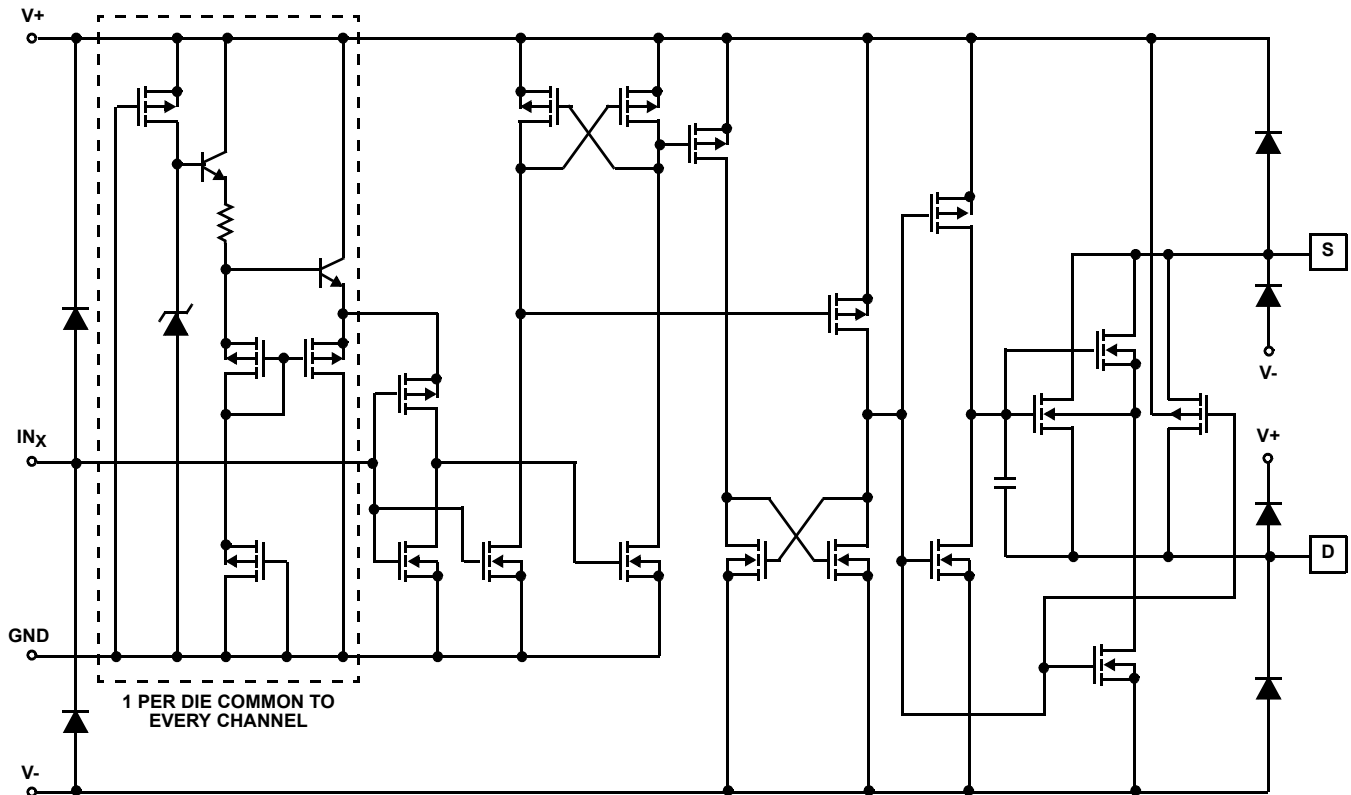 V+
S
V-
V+
INX
D
GND
1 PER DIE COMMON TO
EVERY CHANNEL
V-